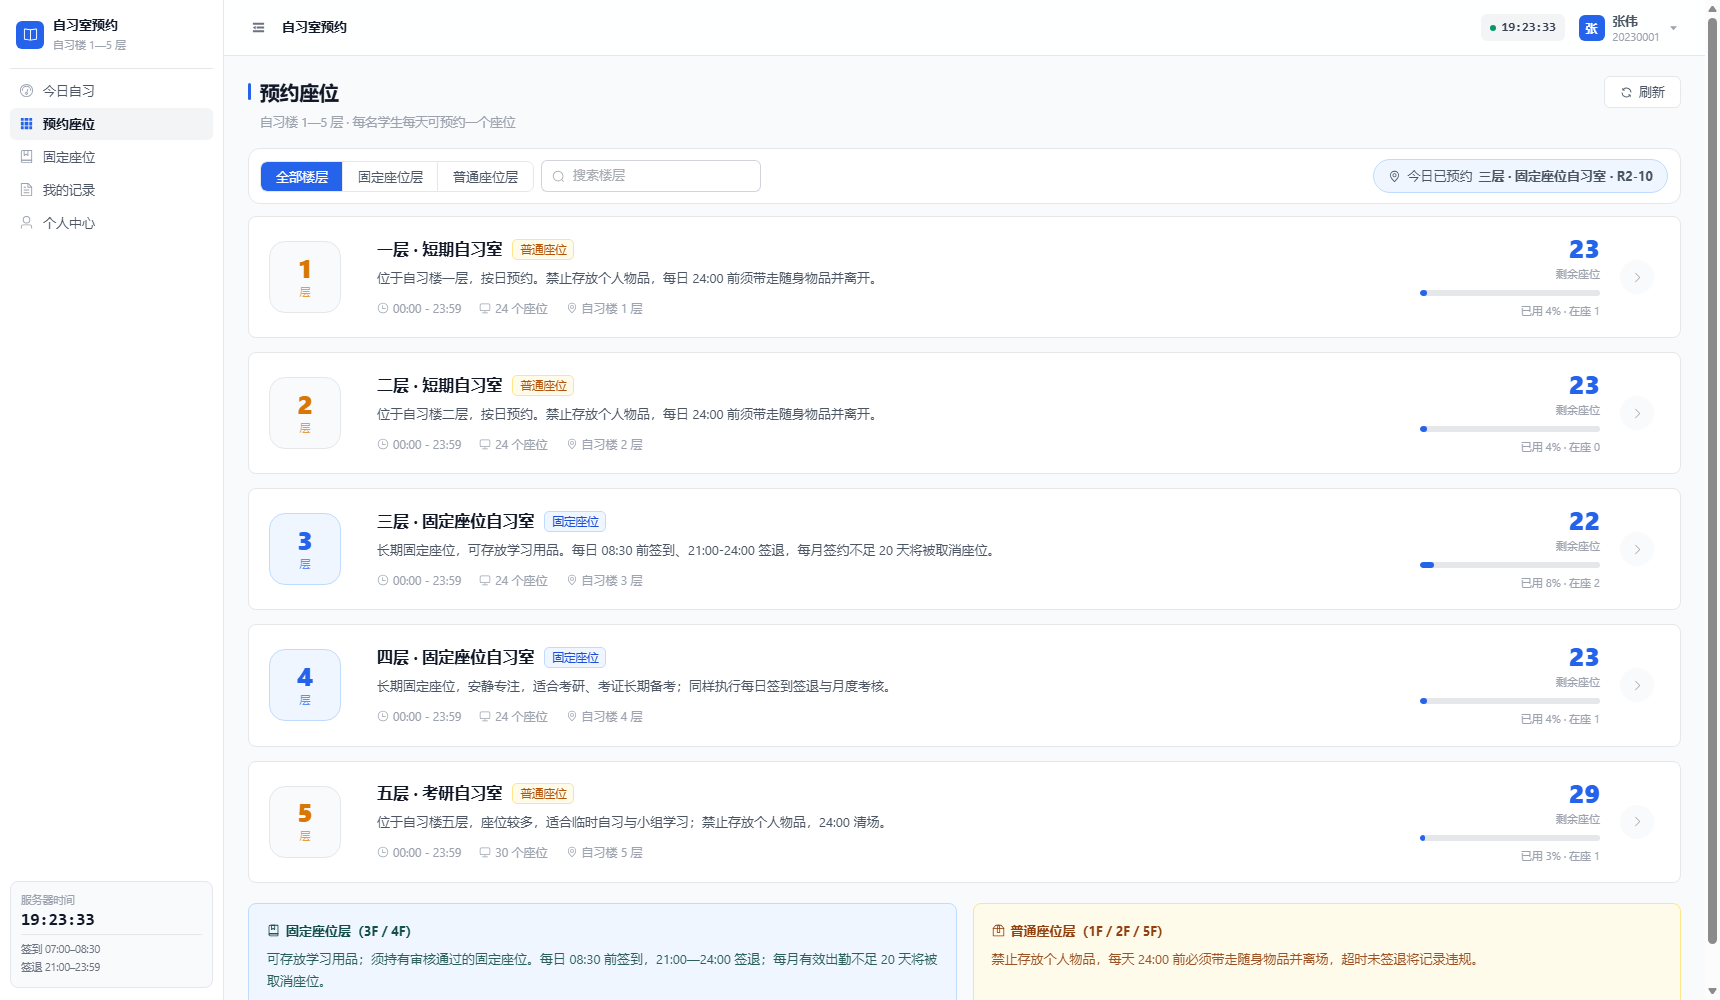 自习室预约
自习楼 1—5 层
今日自习
预约座位
固定座位
我的记录
个人中心
服务器时间
19:23:33
签到 07:00–08:30
签退 21:00–23:59
自习室预约
19:23:33
张
张伟
20230001
预约座位
自习楼 1—5 层 · 每名学生每天可预约一个座位
刷新
全部楼层
固定座位层
普通座位层
搜索楼层
今日已预约 三层 · 固定座位自习室 · R2-10
1
层
一层 · 短期自习室
普通座位
位于自习楼一层，按日预约。禁止存放个人物品，每日 24:00 前须带走随身物品并离开。
00:00 - 23:59
24 个座位
自习楼 1 层
23
剩余座位
已用 4% · 在座 1
2
层
二层 · 短期自习室
普通座位
位于自习楼二层，按日预约。禁止存放个人物品，每日 24:00 前须带走随身物品并离开。
00:00 - 23:59
24 个座位
自习楼 2 层
23
剩余座位
已用 4% · 在座 0
3
层
三层 · 固定座位自习室
固定座位
长期固定座位，可存放学习用品。每日 08:30 前签到、21:00-24:00 签退，每月签约不足 20 天将被取消座位。
00:00 - 23:59
24 个座位
自习楼 3 层
22
剩余座位
已用 8% · 在座 2
4
层
四层 · 固定座位自习室
固定座位
长期固定座位，安静专注，适合考研、考证长期备考；同样执行每日签到签退与月度考核。
00:00 - 23:59
24 个座位
自习楼 4 层
23
剩余座位
已用 4% · 在座 1
5
层
五层 · 考研自习室
普通座位
位于自习楼五层，座位较多，适合临时自习与小组学习；禁止存放个人物品，24:00 清场。
00:00 - 23:59
30 个座位
自习楼 5 层
29
剩余座位
已用 3% · 在座 1
固定座位层（3F / 4F）
可存放学习用品；须持有审核通过的固定座位。每日 08:30 前签到，21:00—24:00 签退；每月有效出勤不足 20 天将被
取消座位。
普通座位层（1F / 2F / 5F）
禁止存放个人物品，每天 24:00 前必须带走随身物品并离场，超时未签退将记录违规。